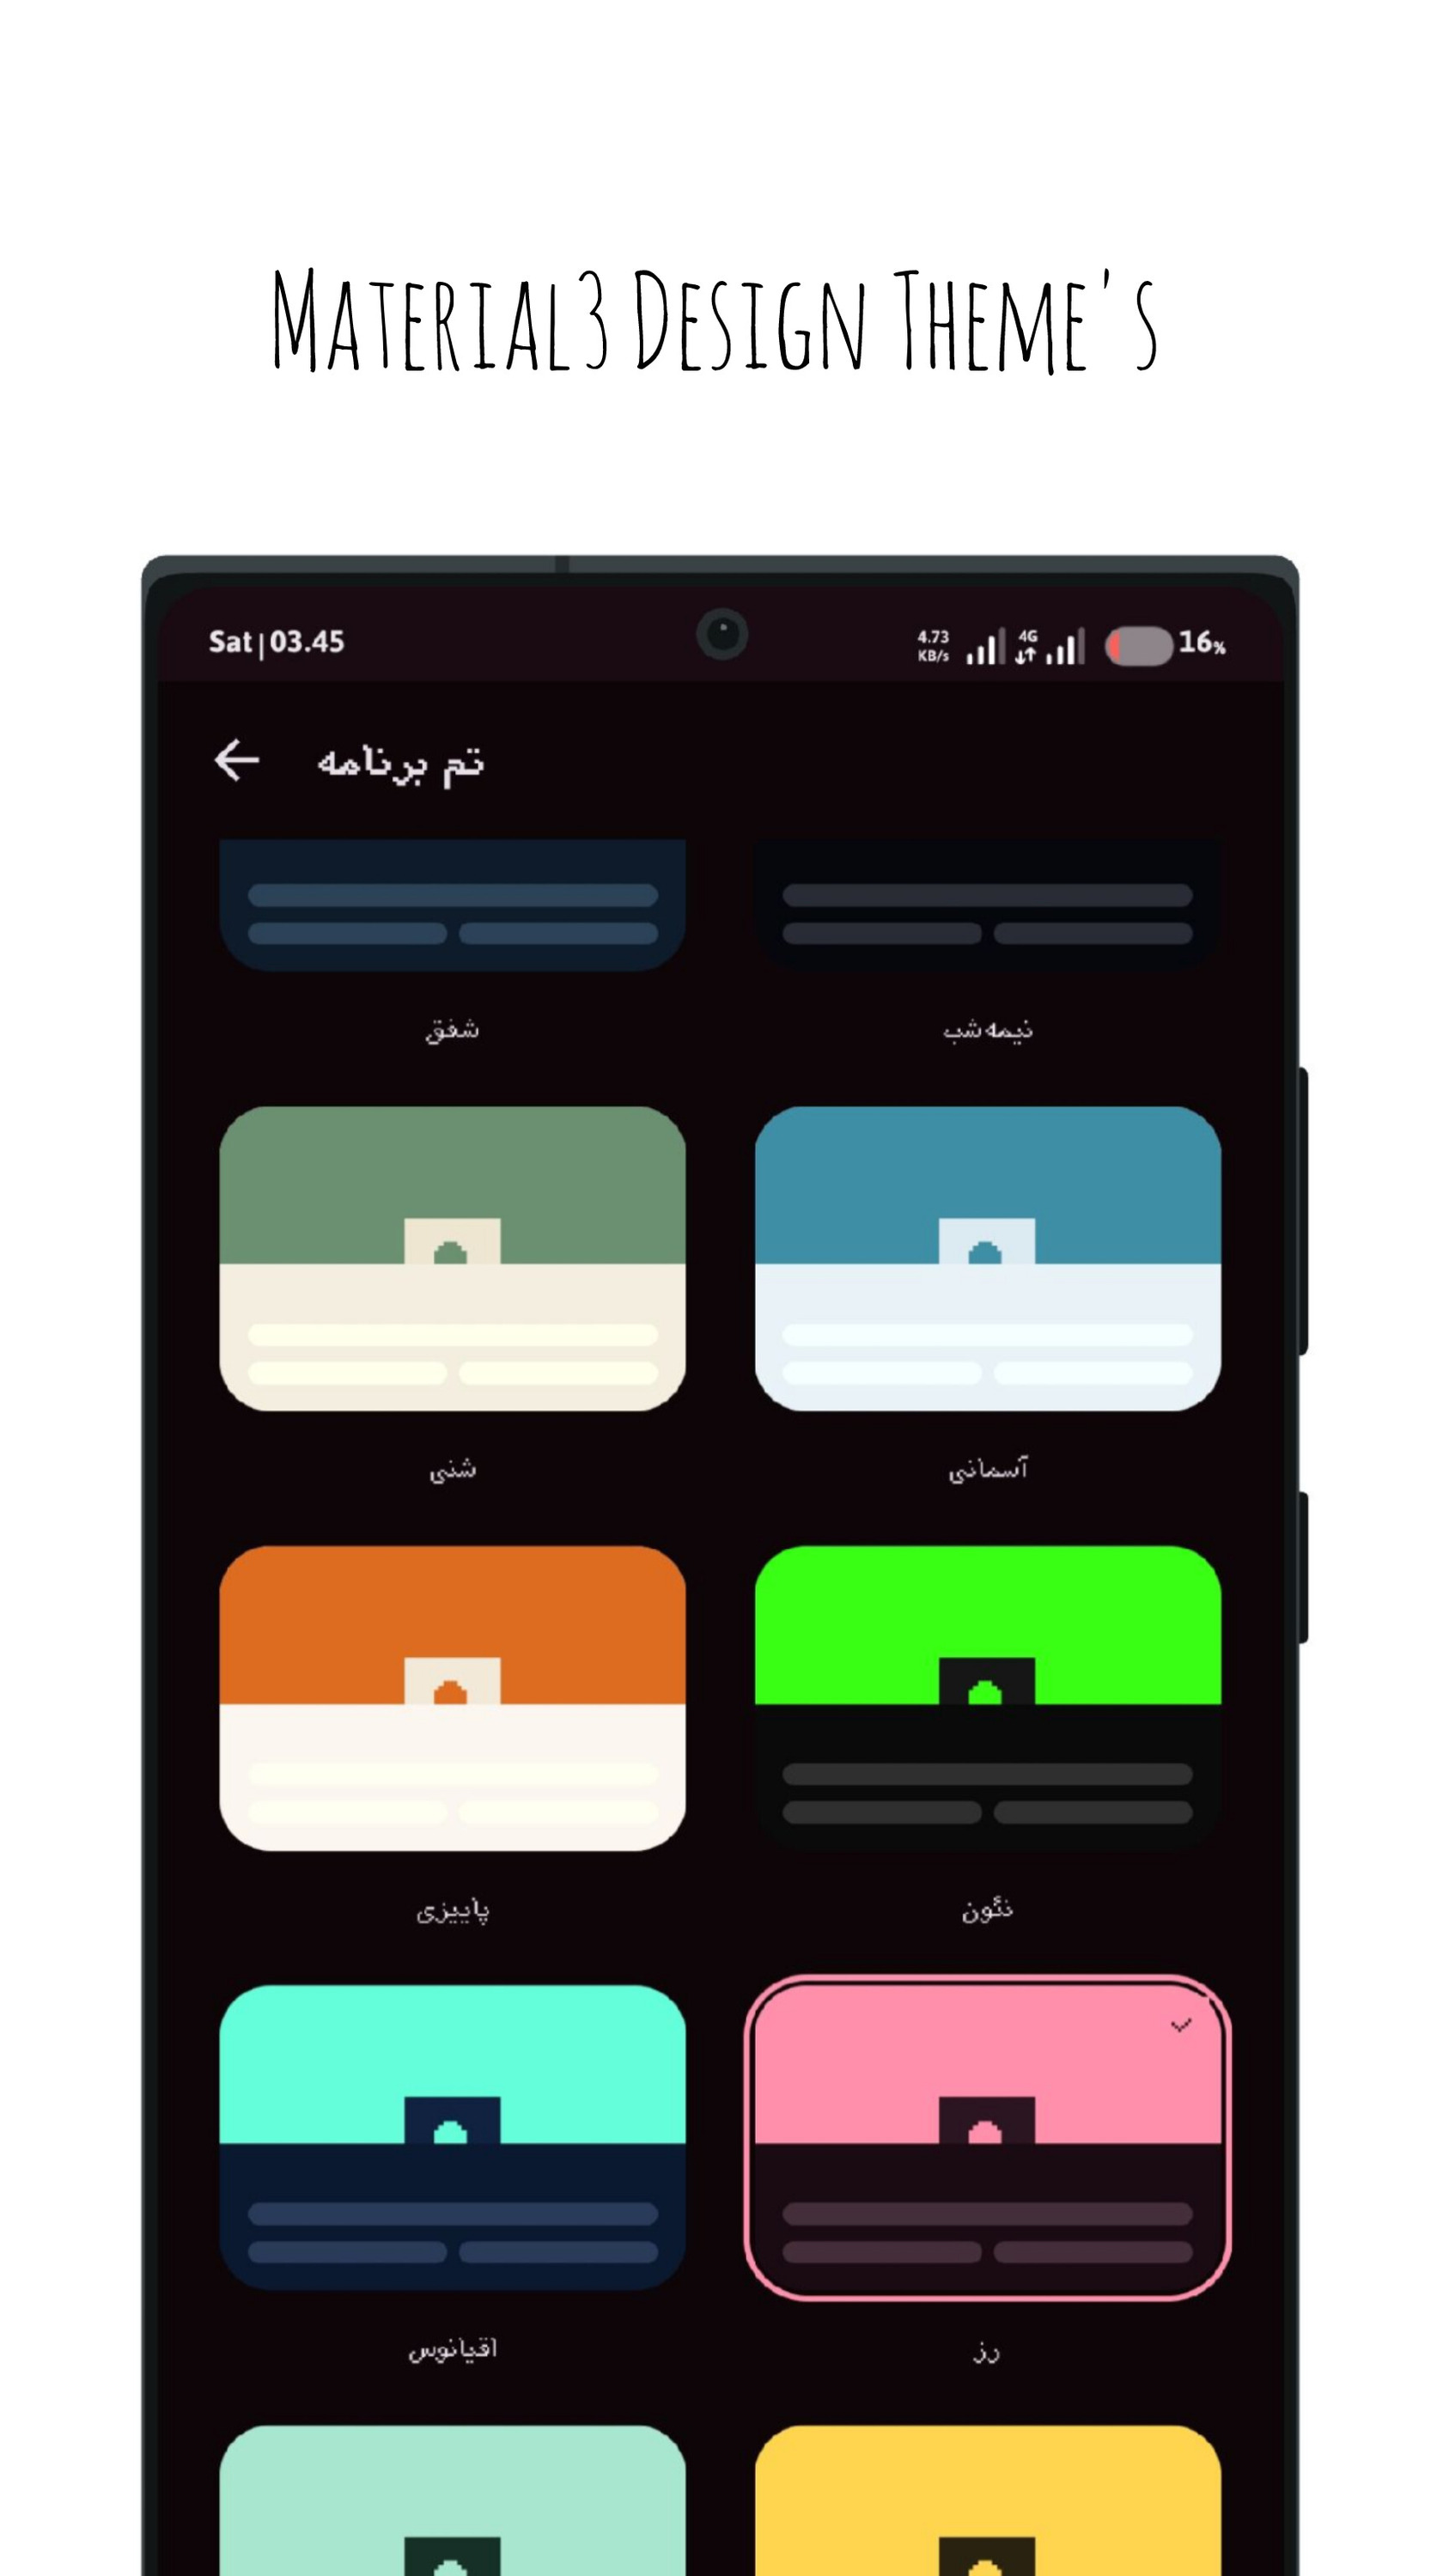 Material3 Design Theme's
Sat | 03.45
4.73 KB/s 4G 16%
تم برنامه
شفق
نیمه‌شب
شنی
آسمانی
پاییزی
نئون
اقیانوس
رز